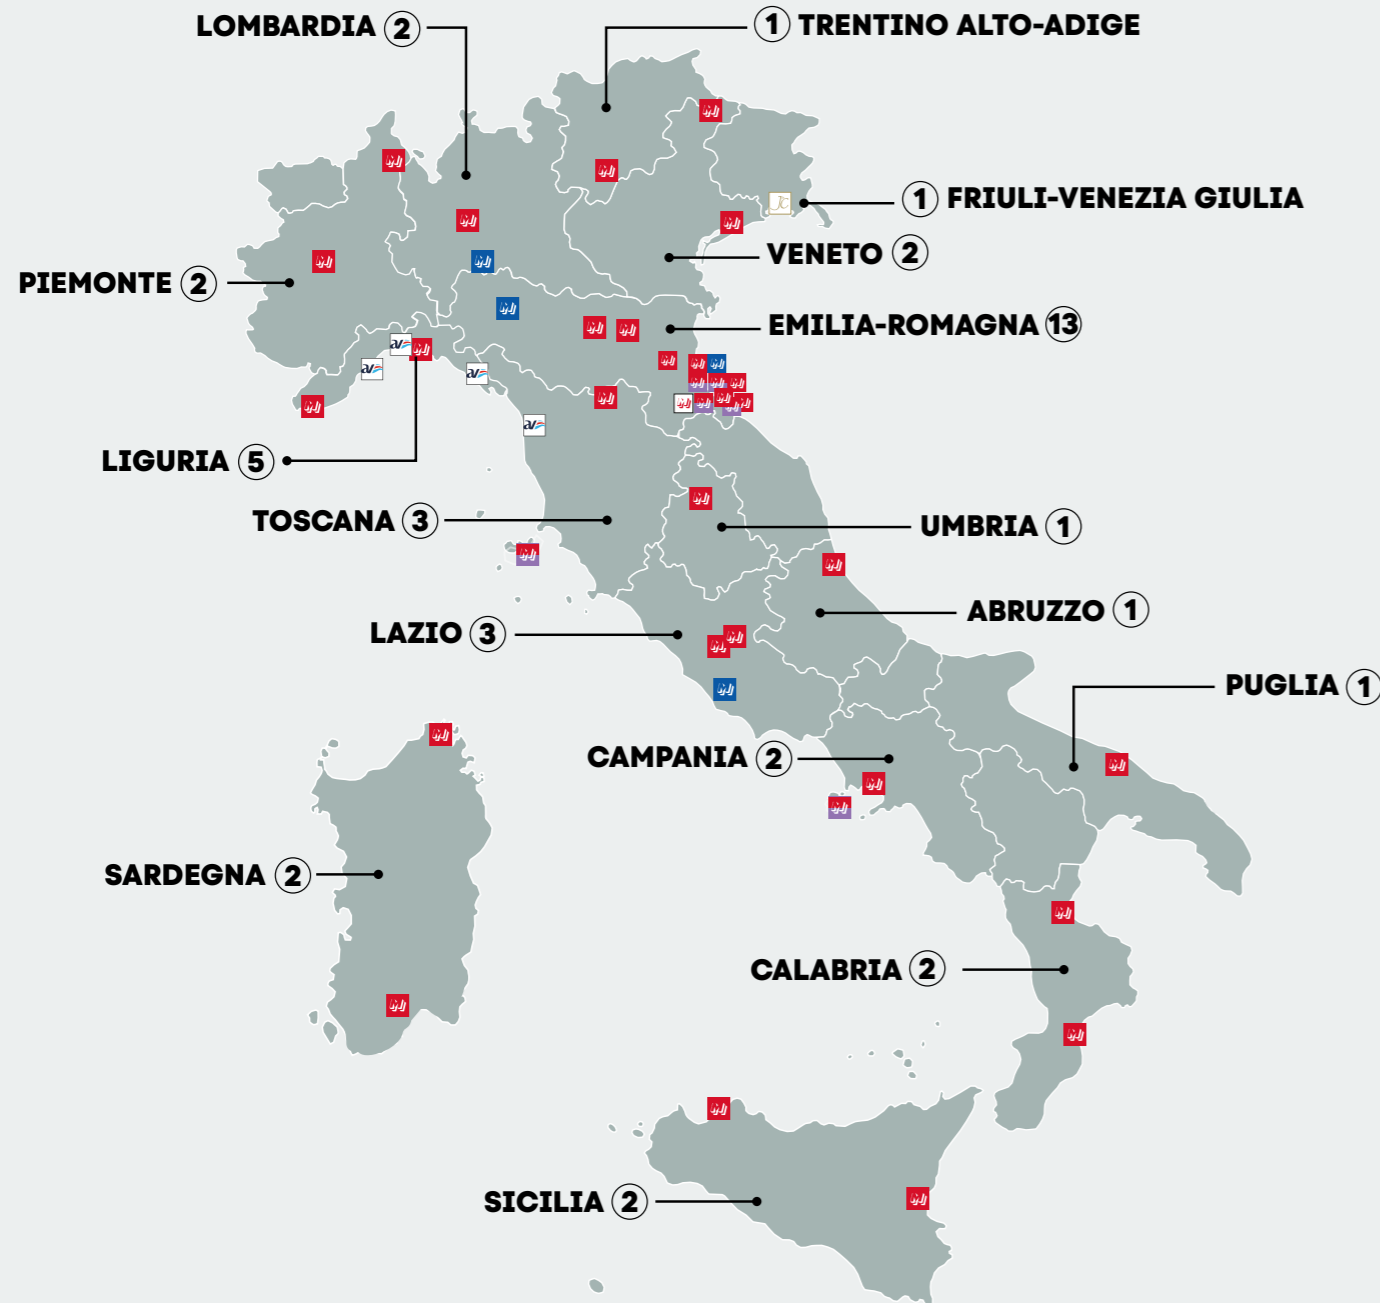 LOMBARDIA 2
1 TRENTINO ALTO-ADIGE
1 FRIULI-VENEZIA GIULIA
VENETO 2
PIEMONTE 2
EMILIA-ROMAGNA 13
LIGURIA 5
TOSCANA 3
UMBRIA 1
ABRUZZO 1
LAZIO 3
PUGLIA 1
CAMPANIA 2
SARDEGNA 2
CALABRIA 2
SICILIA 2